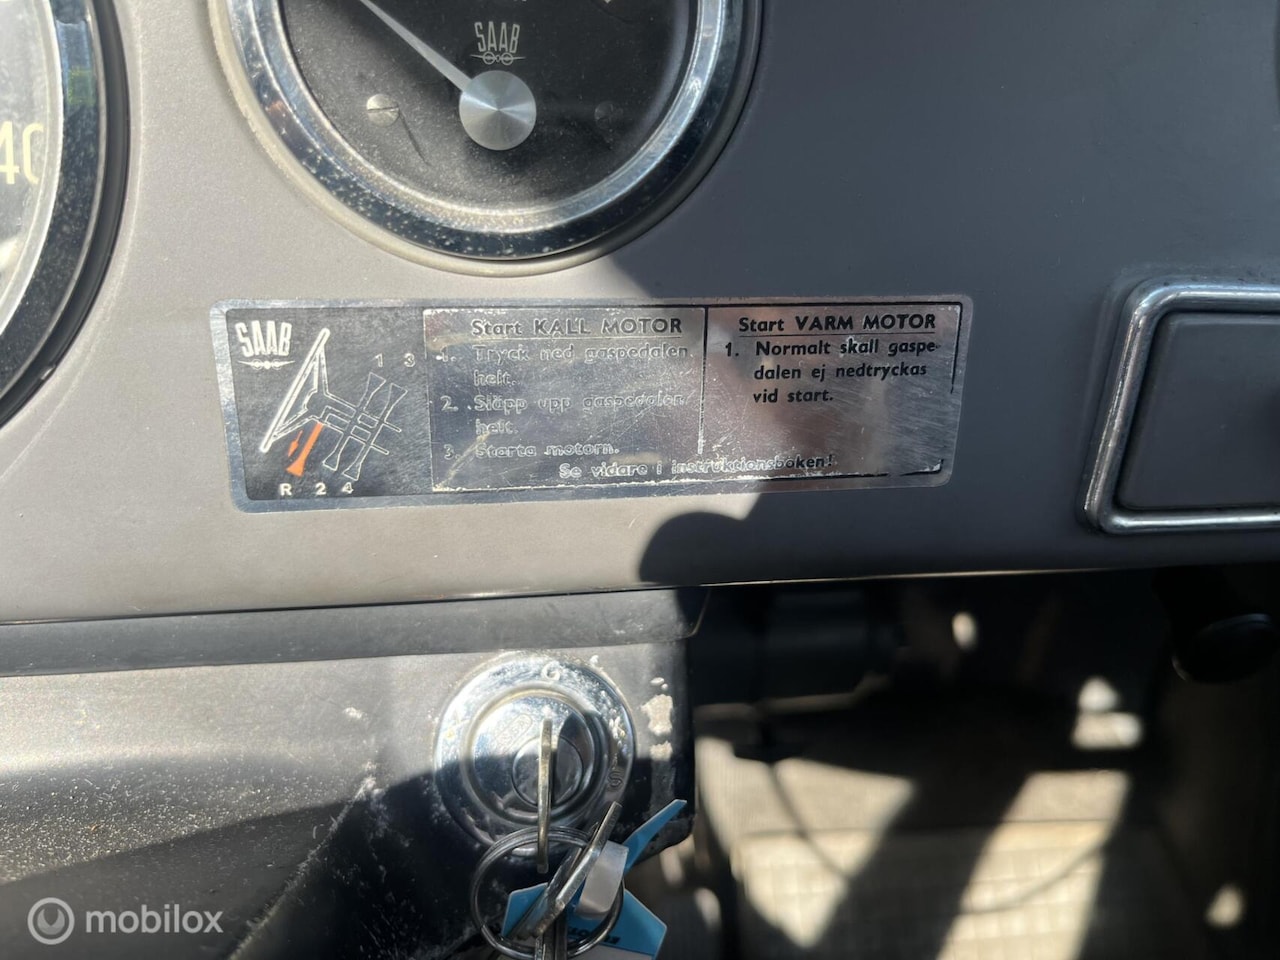 SAAB
40
SAAB
1 3
R 2 4
Start KALL MOTOR
1. Tryck ned gaspedalen
helt.
2. Släpp upp gaspedalen
helt.
3. Starta motorn.
Start VARM MOTOR
1. Normalt skall gaspe-
dalen ej nedtryckas
vid start.
Se vidare i instruktionsboken!
mobilox